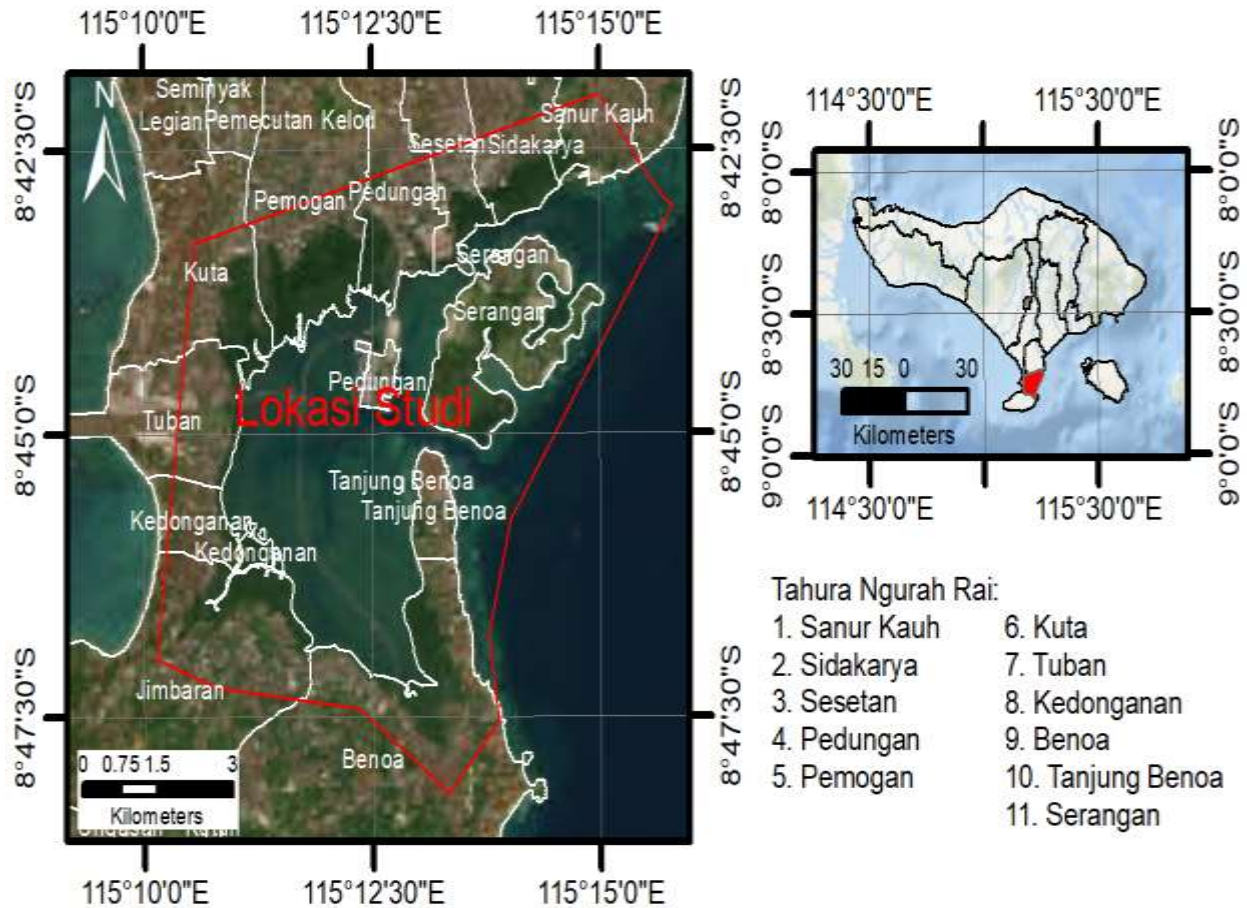 115°10'0"E 115°12'30"E 115°15'0"E
8°42'30"S
8°45'0"S
8°47'30"S
N
Seminyak
Legian Pemecutan Kelod
Sanur Kauh
Sesetan Sidakarya
Pedungan
Pemogan
Kuta
Serangan
Serangan
Pedungan
Lokasi Studi
Tuban
Tanjung Benoa
Tanjung Benoa
Kedonganan
Kedonganan
Jimbaran
Benoa
0 0.75 1.5 3
Kilometers
8°42'30"S
8°45'0"S
8°47'30"S
115°10'0"E 115°12'30"E 115°15'0"E
114°30'0"E 115°30'0"E
8°0'0"S
8°30'0"S
9°0'0"S
30 15 0 30
Kilometers
8°0'0"S
8°30'0"S
9°0'0"S
114°30'0"E 115°30'0"E
Tahura Ngurah Rai:
1. Sanur Kauh
2. Sidakarya
3. Sesetan
4. Pedungan
5. Pemogan
6. Kuta
7. Tuban
8. Kedonganan
9. Benoa
10. Tanjung Benoa
11. Serangan